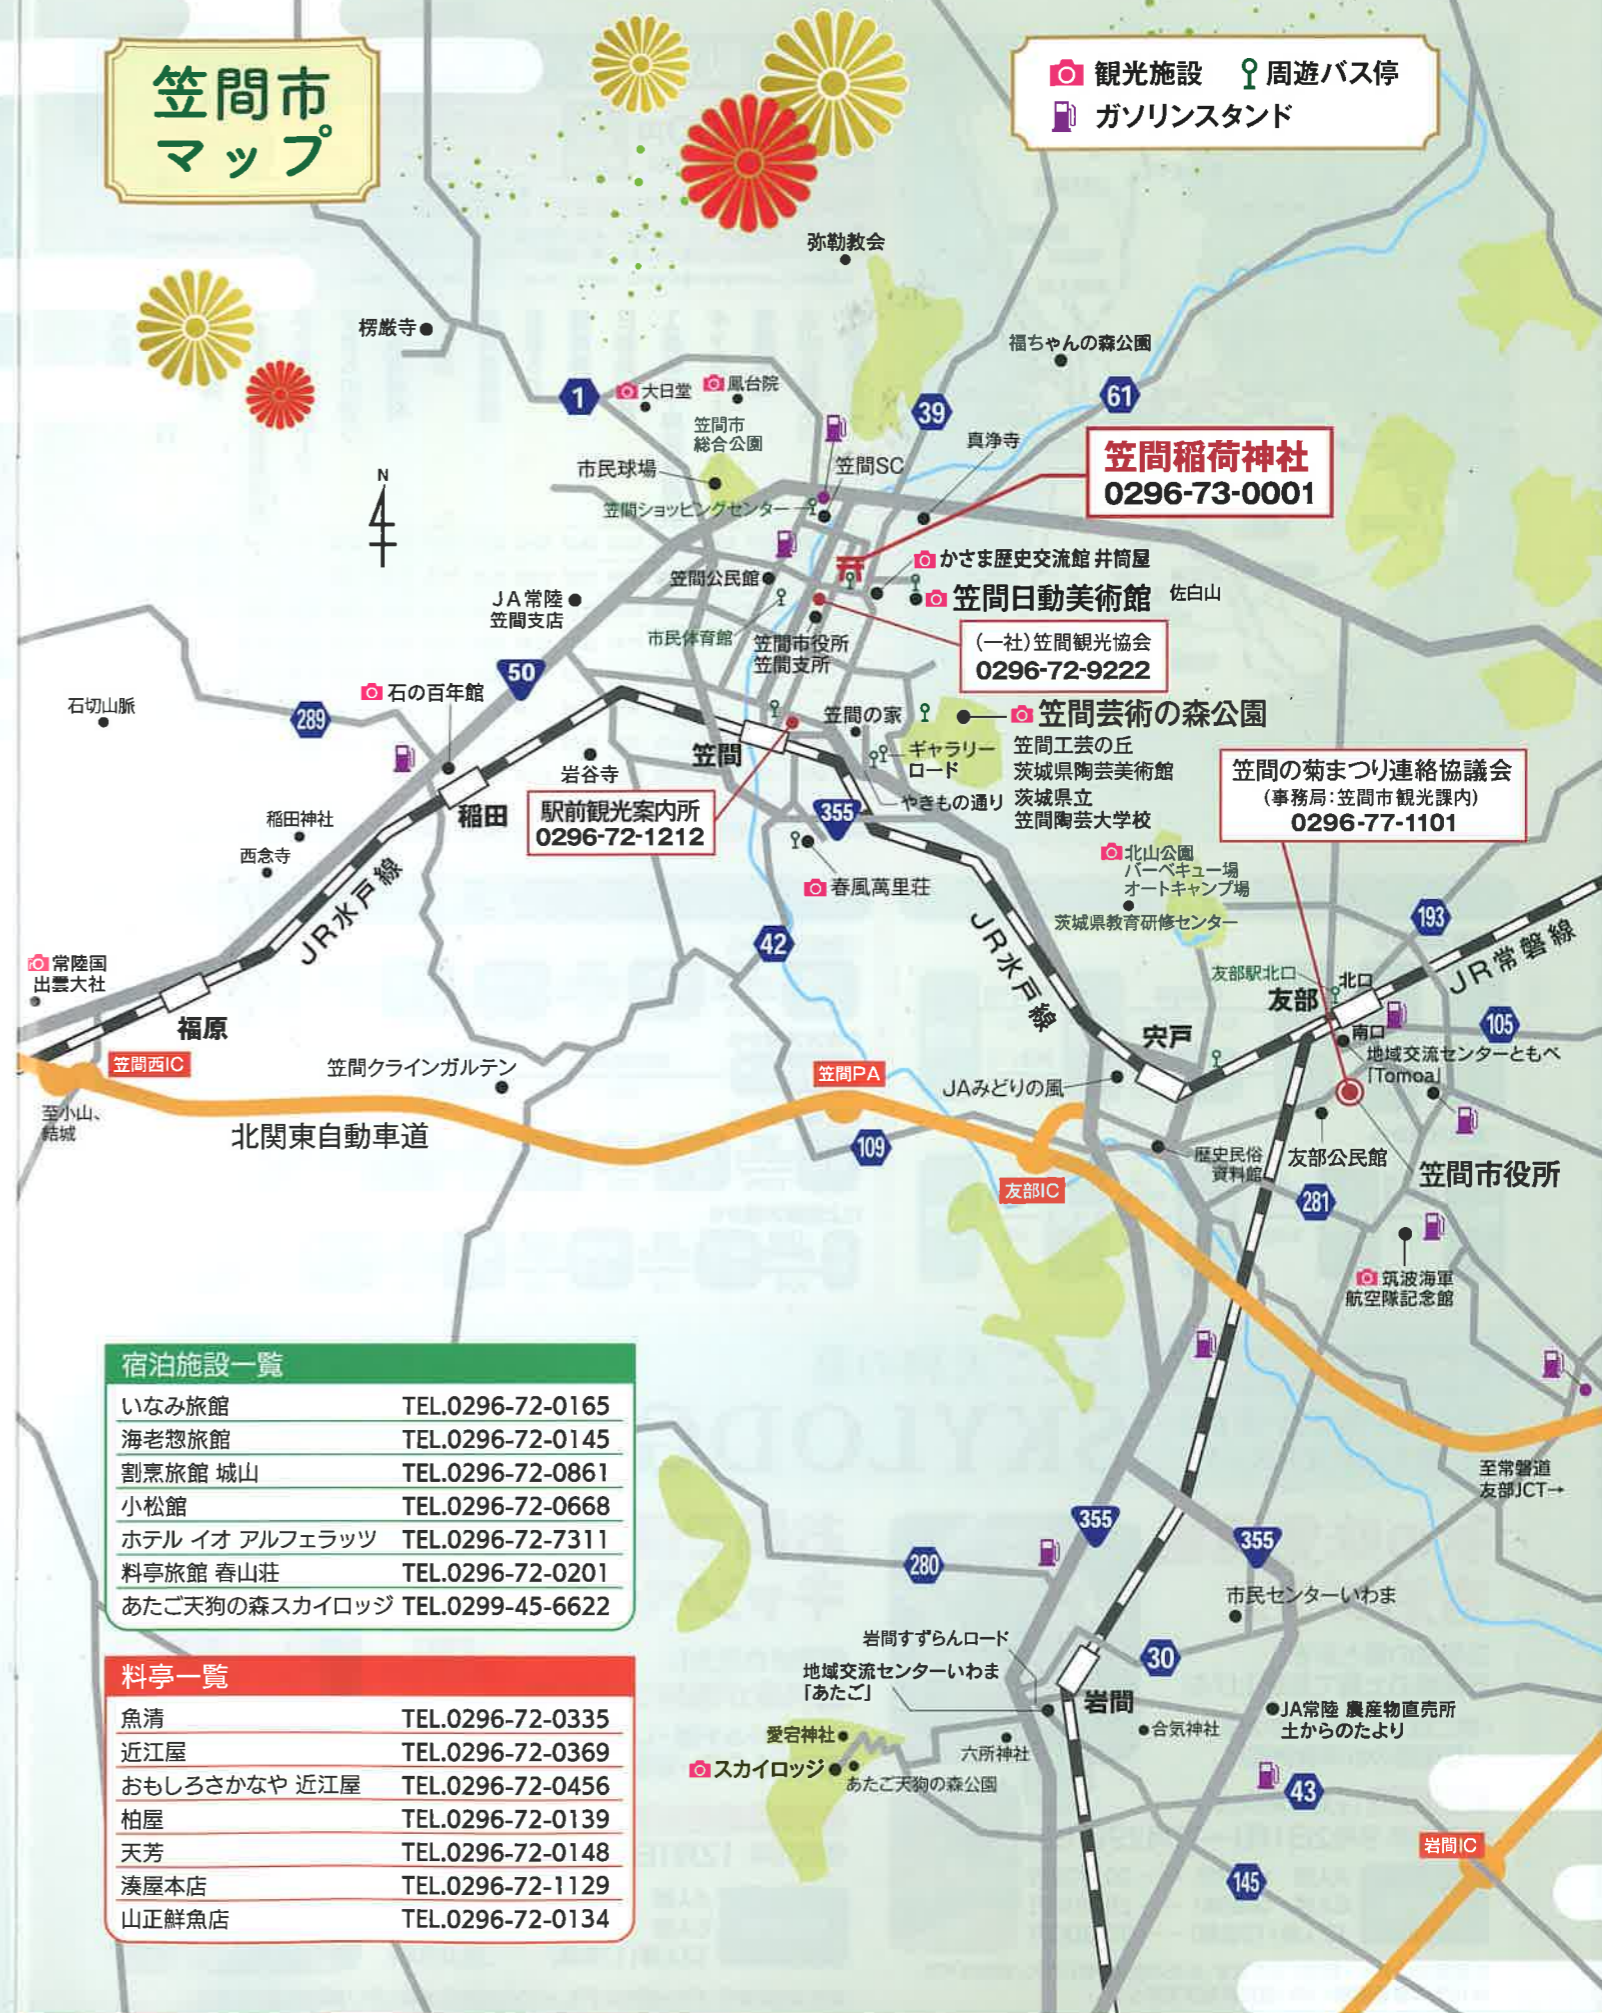 笠間市
マップ
観光施設
周遊バス停
ガソリンスタンド
弥勒教会
楞厳寺
福ちゃんの森公園
1
大日堂
鳳台院
39
61
笠間市
総合公園
真浄寺
市民球場
笠間SC
笠間稲荷神社
0296-73-0001
N
笠間ショッピングセンター
かさま歴史交流館 井筒屋
笠間公民館
笠間日動美術館
佐白山
JA常陸
笠間支店
市民体育館
笠間市役所
笠間支所
(一社)笠間観光協会
0296-72-9222
50
石の百年館
石切山脈
289
笠間の家
笠間芸術の森公園
笠間工芸の丘
茨城県陶芸美術館
茨城県立
笠間陶芸大学校
ギャラリー
ロード
やきもの通り
笠間
岩谷寺
稲田
駅前観光案内所
0296-72-1212
355
笠間の菊まつり連絡協議会
(事務局:笠間市観光課内)
0296-77-1101
稲田神社
西念寺
春風萬里荘
北山公園
バーベキュー場
オートキャンプ場
茨城県教育研修センター
JR水戸線
JR水戸線
42
193
JR常磐線
常陸国
出雲大社
友部駅北口
北口
友部
福原
南口
105
宍戸
地域交流センターともべ
「Tomoa」
笠間西IC
笠間クラインガルテン
笠間PA
JAみどりの風
至小山、
結城
北関東自動車道
109
歴史民俗
資料館
友部公民館
笠間市役所
友部IC
281
筑波海軍
航空隊記念館
宿泊施設一覧
いなみ旅館 TEL.0296-72-0165
海老惣旅館 TEL.0296-72-0145
割烹旅館 城山 TEL.0296-72-0861
小松館 TEL.0296-72-0668
ホテル イオ アルフェラッツ TEL.0296-72-7311
料亭旅館 春山荘 TEL.0296-72-0201
あたご天狗の森スカイロッジ TEL.0299-45-6622
至常磐道
友部JCT→
355
355
280
市民センターいわま
岩間すずらんロード
30
地域交流センターいわま
「あたご」
岩間
JA常陸 農産物直売所
土からのたより
合気神社
愛宕神社
六所神社
スカイロッジ
あたご天狗の森公園
43
岩間IC
145
料亭一覧
魚清 TEL.0296-72-0335
近江屋 TEL.0296-72-0369
おもしろさかなや 近江屋 TEL.0296-72-0456
柏屋 TEL.0296-72-0139
天芳 TEL.0296-72-0148
湊屋本店 TEL.0296-72-1129
山正鮮魚店 TEL.0296-72-0134